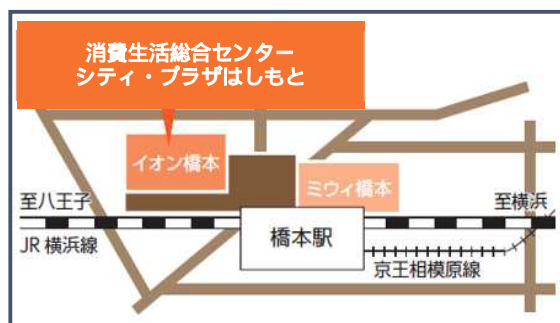 消費生活総合センター
シティ・プラザはしもと
イオン橋本
ミウィ橋本
至八王子
至横浜
JR横浜線
橋本駅
京王相模原線